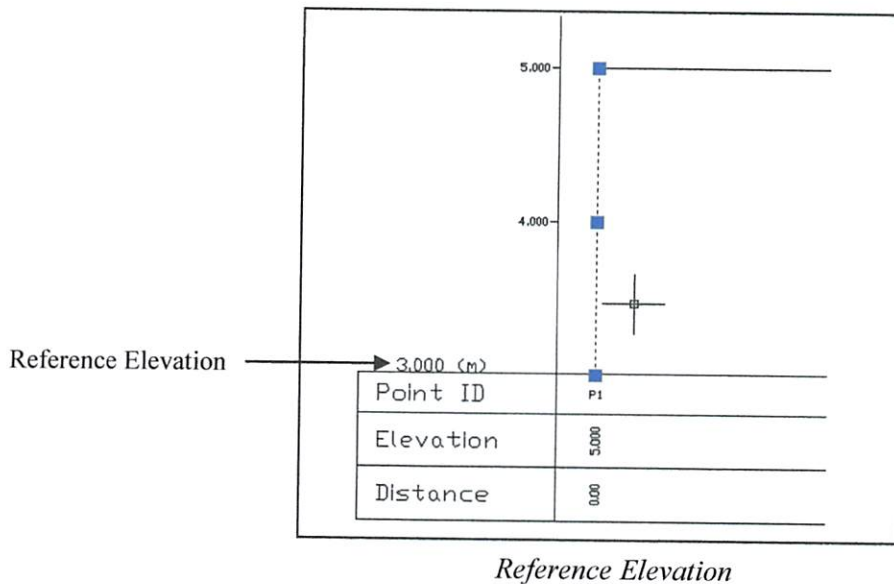 5.000
4.000
Reference Elevation
3.000 (m)
Point ID
P1
Elevation
5.000
Distance
0.00
Reference Elevation